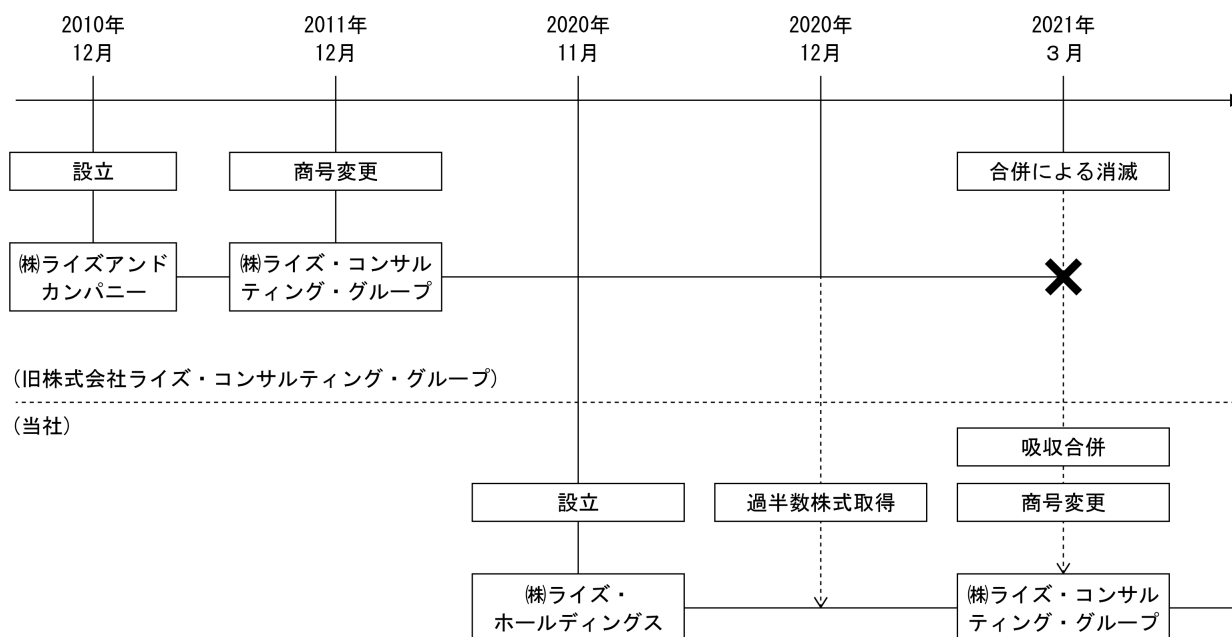 2010年
12月
2011年
12月
2020年
11月
2020年
12月
2021年
3月
設立
商号変更
合併による消滅
㈱ライズアンド
カンパニー
㈱ライズ・コンサル
ティング・グループ
(旧株式会社ライズ・コンサルティング・グループ)
(当社)
吸収合併
設立
過半数株式取得
商号変更
㈱ライズ・
ホールディングス
㈱ライズ・コンサル
ティング・グループ